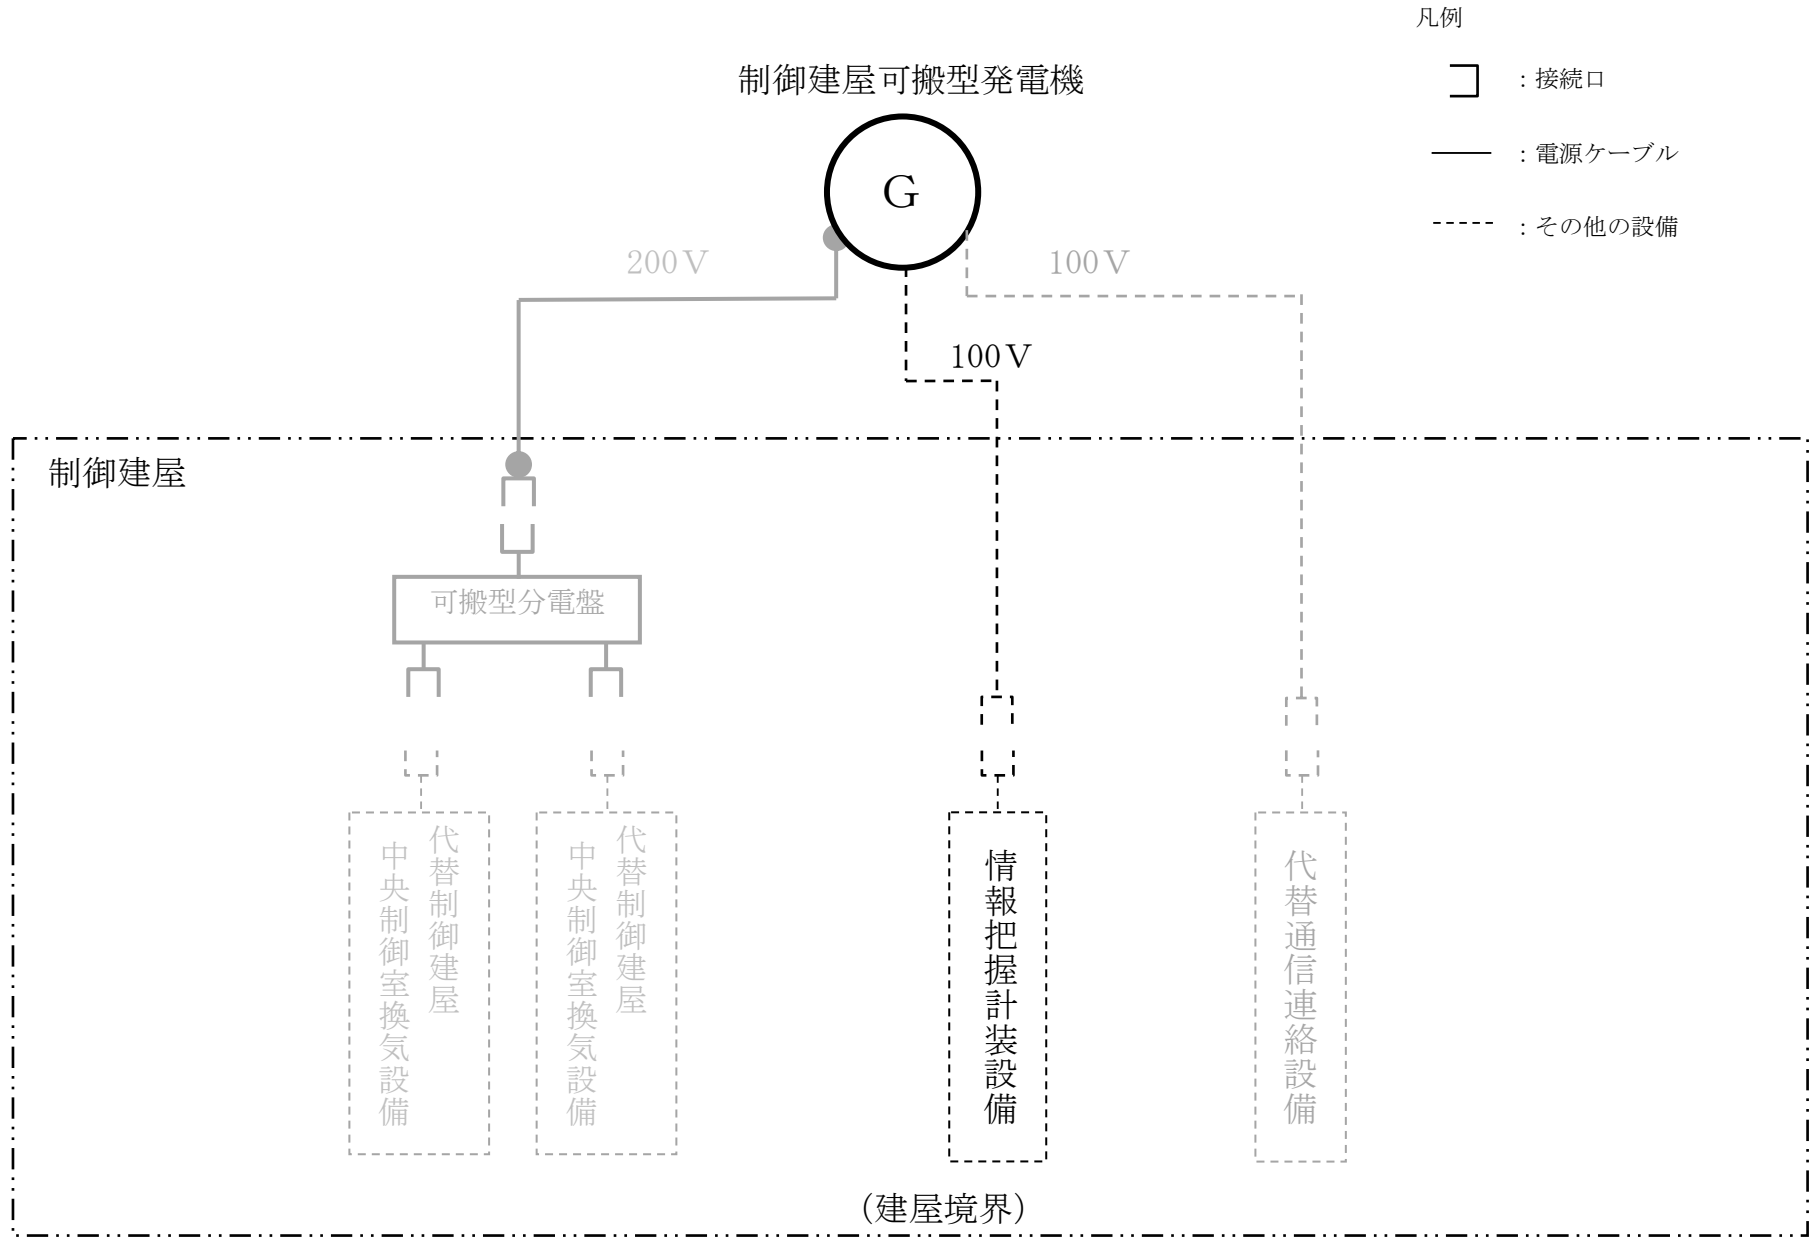 凡例
：接続口
：電源ケーブル
：その他の設備
制御建屋可搬型発電機
G
200V
100V
100V
制御建屋
可搬型分電盤
代替制御建屋
中央制御室換気設備
代替制御建屋
中央制御室換気設備
情報把握計装設備
代替通信連絡設備
（建屋境界）